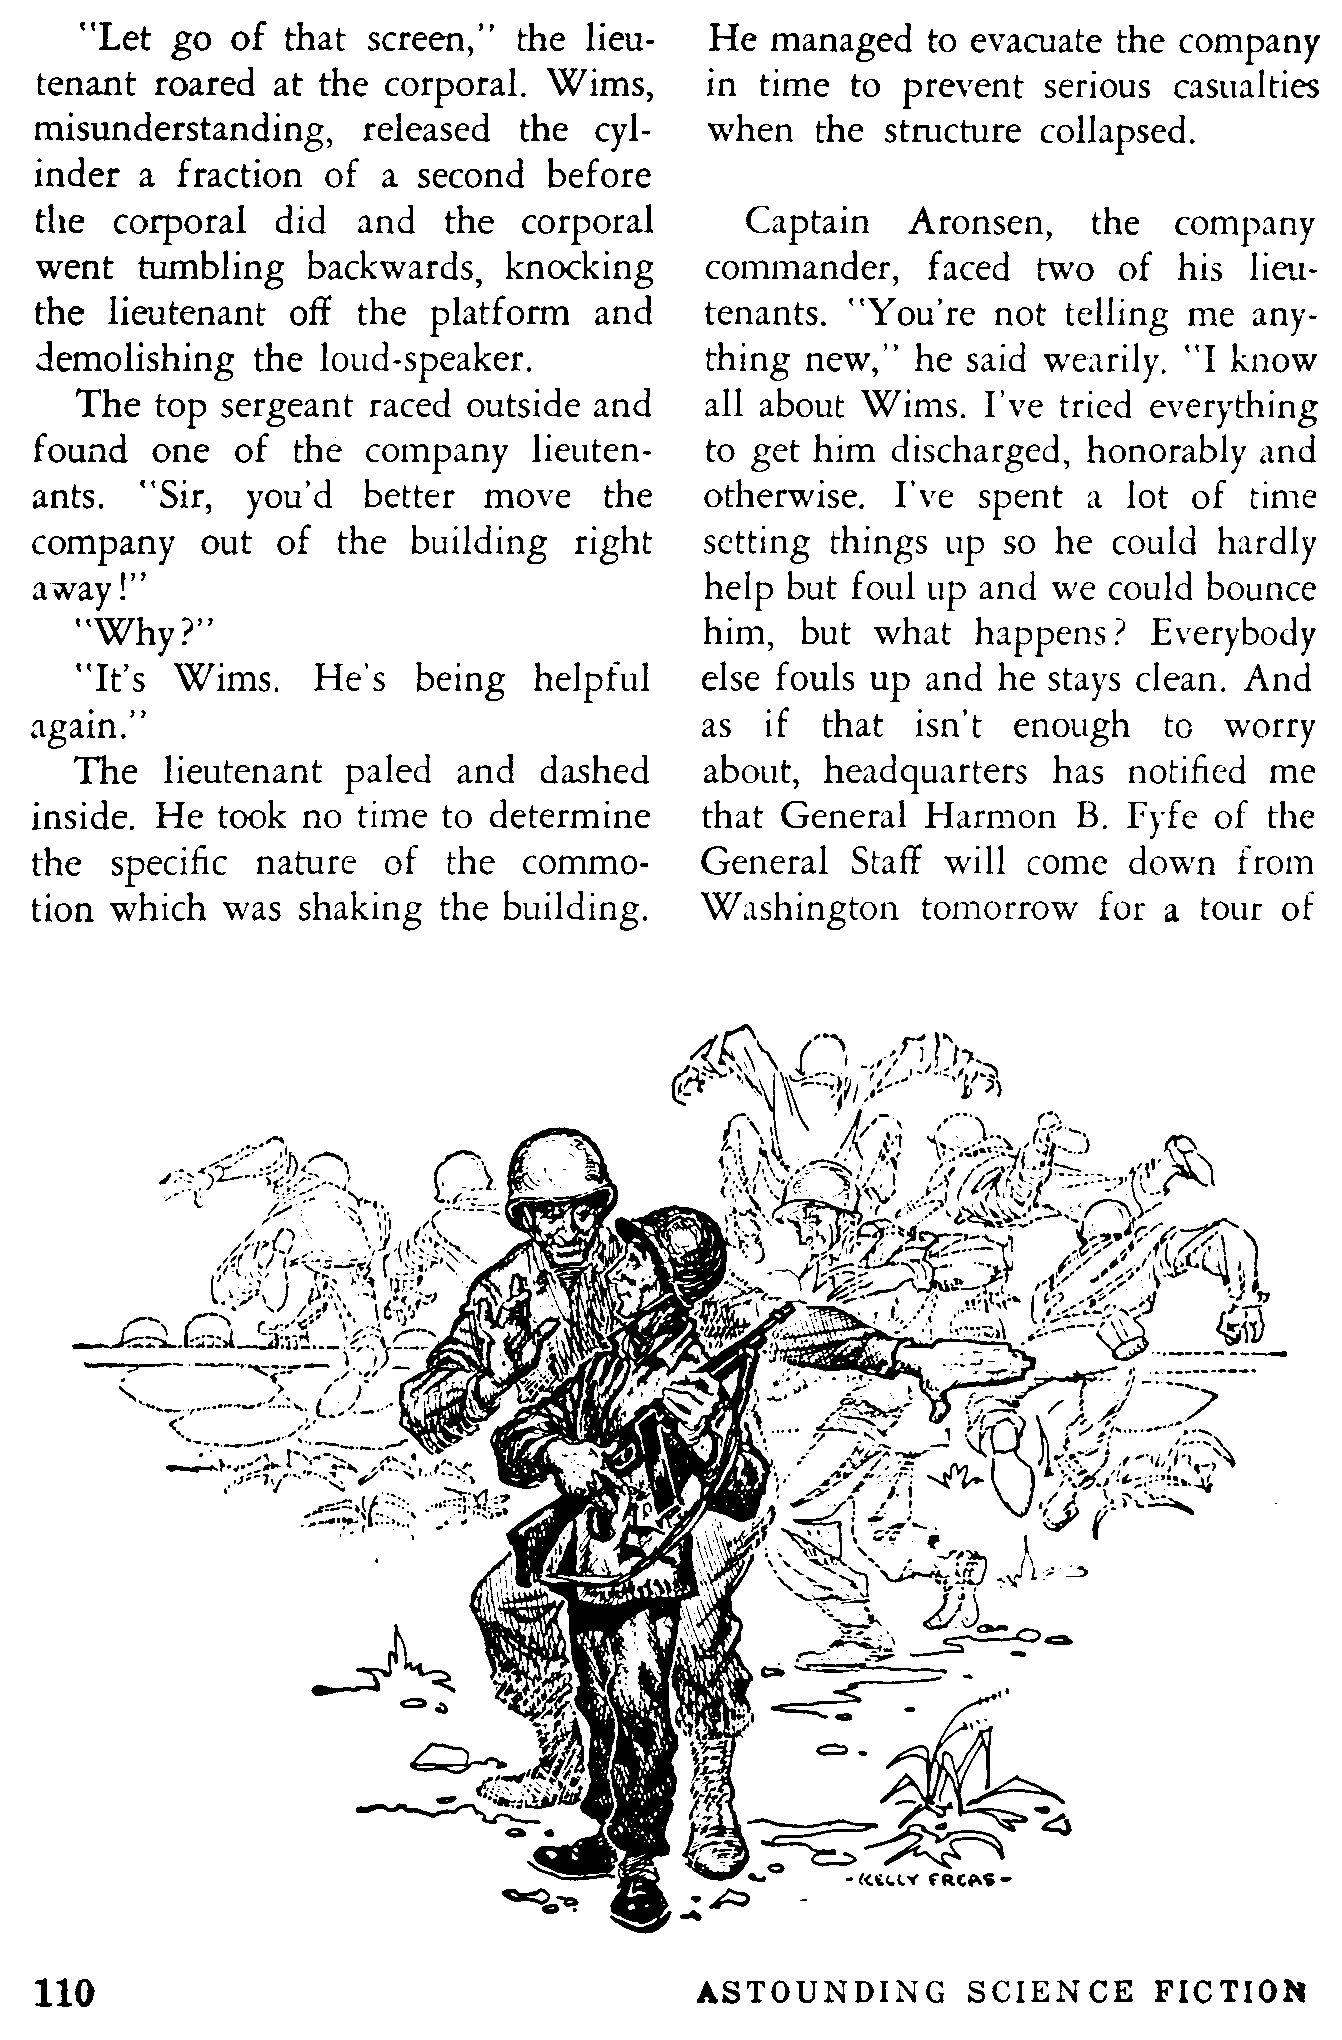 "Let go of that screen," the lieu-
tenant roared at the corporal. Wims,
misunderstanding, released the cyl-
inder a fraction of a second before
the corporal did and the corporal
went tumbling backwards, knocking
the lieutenant off the platform and
demolishing the loud-speaker.
The top sergeant raced outside and
found one of the company lieuten-
ants. "Sir, you'd better move the
company out of the building right
away!"
"Why?"
"It's Wims. He's being helpful
again."
The lieutenant paled and dashed
inside. He took no time to determine
the specific nature of the commo-
tion which was shaking the building.
He managed to evacuate the company
in time to prevent serious casualties
when the structure collapsed.
Captain Aronsen, the company
commander, faced two of his lieu-
tenants. "You're not telling me any-
thing new," he said wearily. "I know
all about Wims. I've tried everything
to get him discharged, honorably and
otherwise. I've spent a lot of time
setting things up so he could hardly
help but foul up and we could bounce
him, but what happens? Everybody
else fouls up and he stays clean. And
as if that isn't enough to worry
about, headquarters has notified me
that General Harmon B. Fyfe of the
General Staff will come down from
Washington tomorrow for a tour of
-KELLY FREAS-
110
ASTOUNDING SCIENCE FICTION